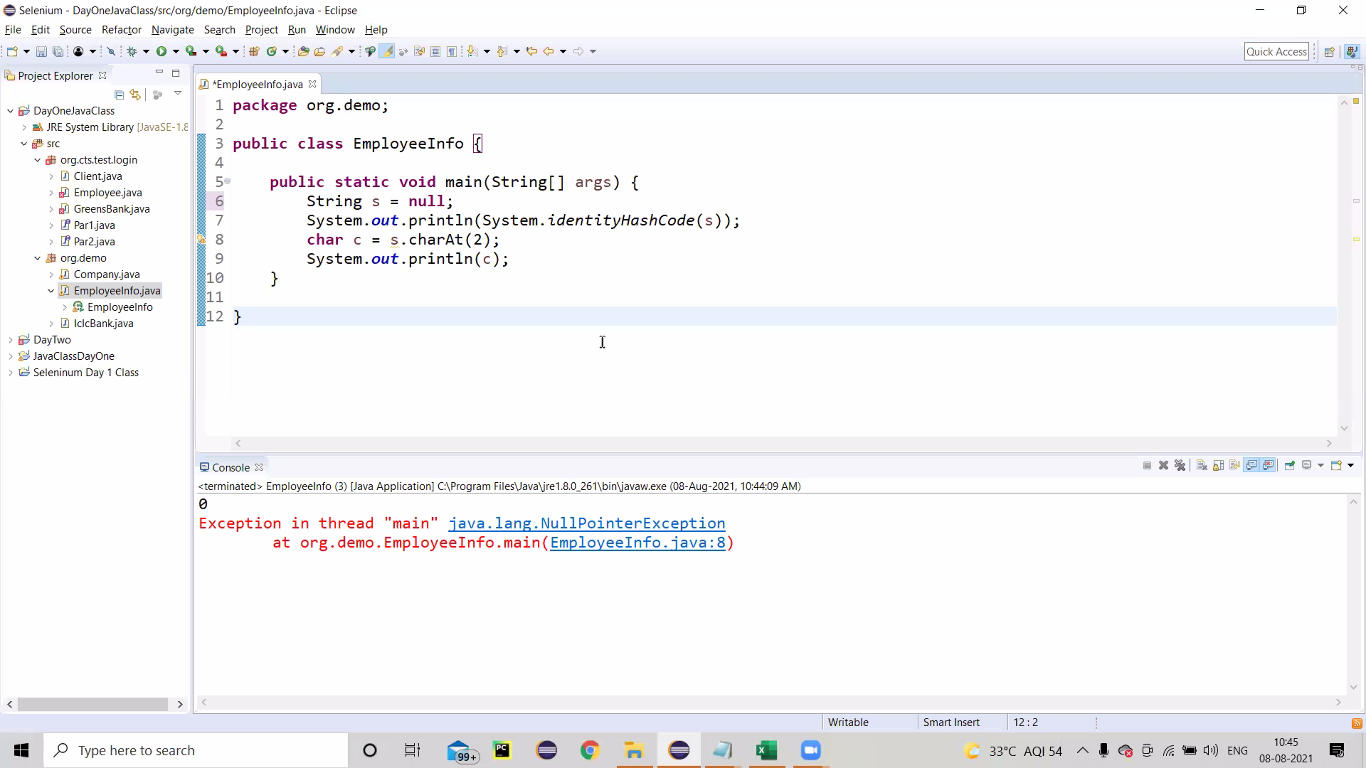 Selenium - DayOneJavaClass/src/org/demo/EmployeeInfo.java - Eclipse
File Edit Source Refactor Navigate Search Project Run Window Help
Quick Access
Project Explorer
*EmployeeInfo.java
DayOneJavaClass
JRE System Library [JavaSE-1.8
src
org.cts.test.login
Client.java
Employee.java
GreensBank.java
Par1.java
Par2.java
org.demo
Company.java
EmployeeInfo.java
EmployeeInfo
IcIcBank.java
DayTwo
JavaClassDayOne
Seleninum Day 1 Class
1 package org.demo;
2
3 public class EmployeeInfo {
4
5 public static void main(String[] args) {
6 String s = null;
7 System.out.println(System.identityHashCode(s));
8 char c = s.charAt(2);
9 System.out.println(c);
10 }
11
12 }
Console
<terminated> EmployeeInfo (3) [Java Application] C:\Program Files\Java\jre1.8.0_261\bin\javaw.exe (08-Aug-2021, 10:44:09 AM)
0
Exception in thread "main" java.lang.NullPointerException
at org.demo.EmployeeInfo.main(EmployeeInfo.java:8)
Writable Smart Insert 12 : 2
Type here to search
99+
PC
33°C AQI 54
ENG
10:45
08-08-2021